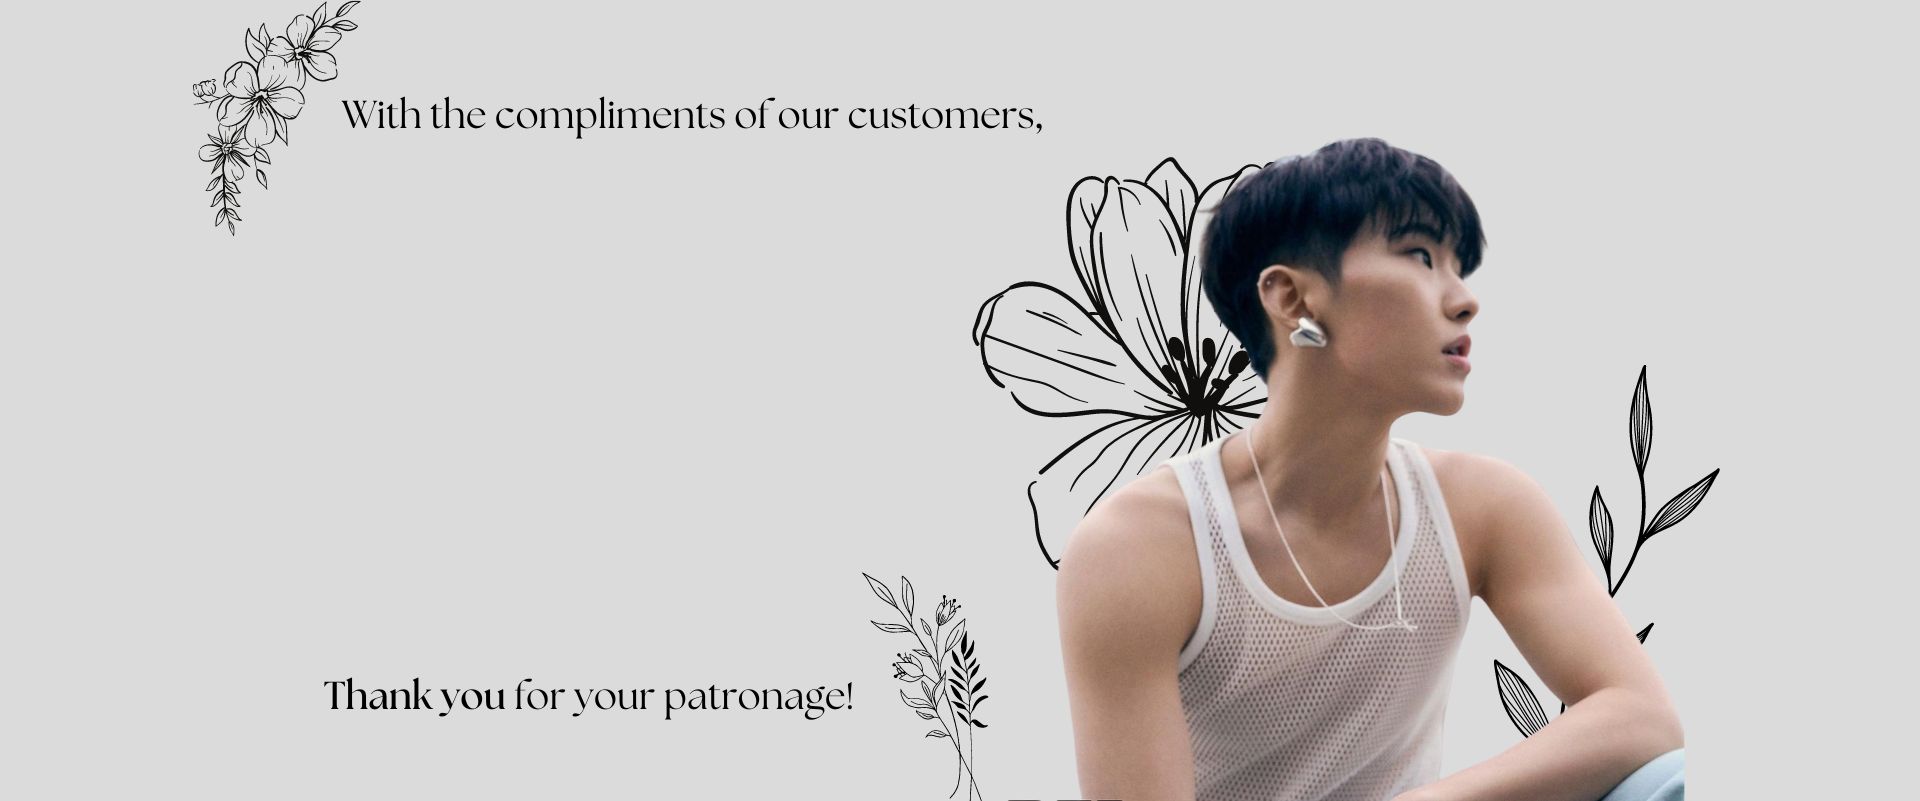 With the compliments of our customers,
Thank you for your patronage!